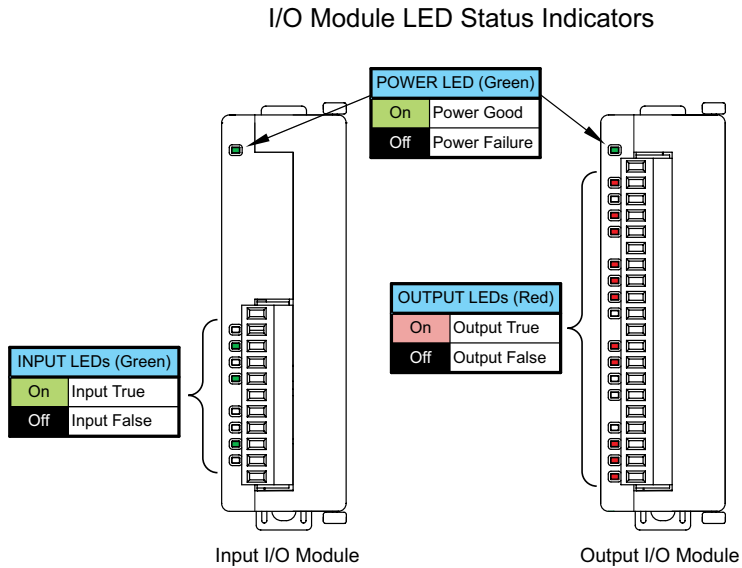 I/O Module LED Status Indicators
POWER LED (Green)
On Power Good
Off Power Failure
OUTPUT LEDs (Red)
On Output True
Off Output False
INPUT LEDs (Green)
On Input True
Off Input False
Input I/O Module
Output I/O Module